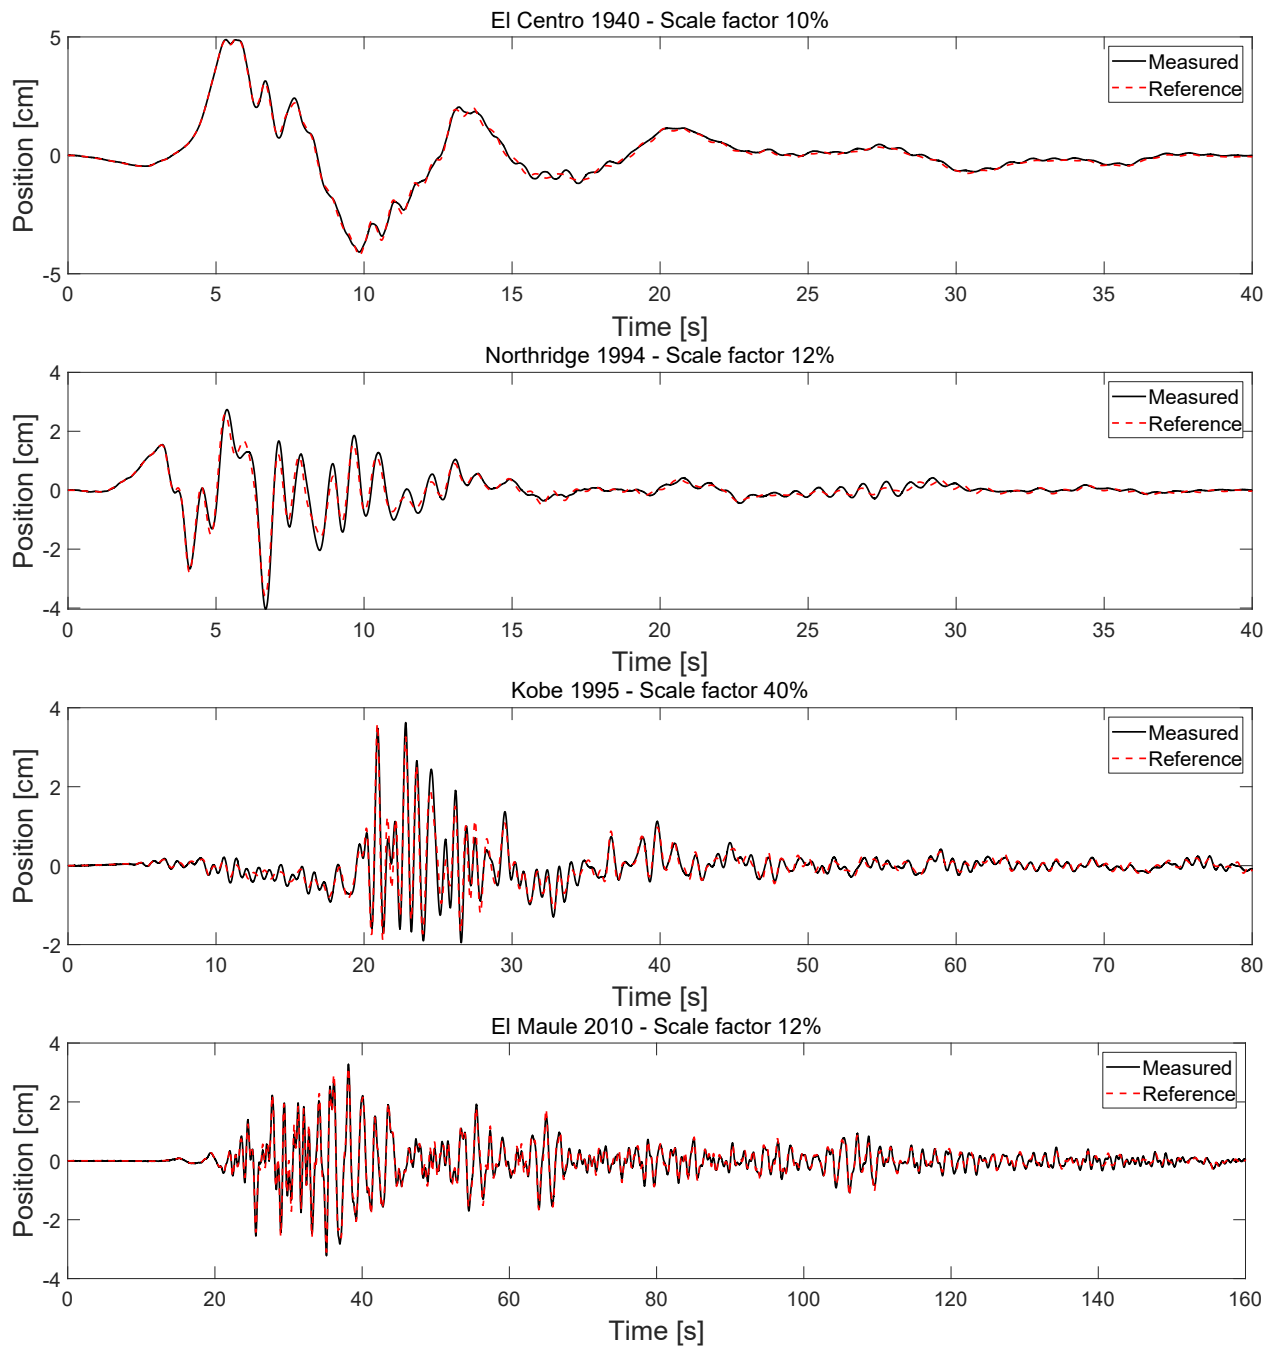 El Centro 1940 - Scale factor 10%
5
Measured
Reference
Position [cm]
0
-5
0 5 10 15 20 25 30 35 40
Time [s]
Northridge 1994 - Scale factor 12%
4
Measured
Reference
2
Position [cm]
0
-2
-4
0 5 10 15 20 25 30 35 40
Time [s]
Kobe 1995 - Scale factor 40%
4
Measured
Reference
2
Position [cm]
0
-2
0 10 20 30 40 50 60 70 80
Time [s]
El Maule 2010 - Scale factor 12%
4
Measured
Reference
2
Position [cm]
0
-2
-4
0 20 40 60 80 100 120 140 160
Time [s]